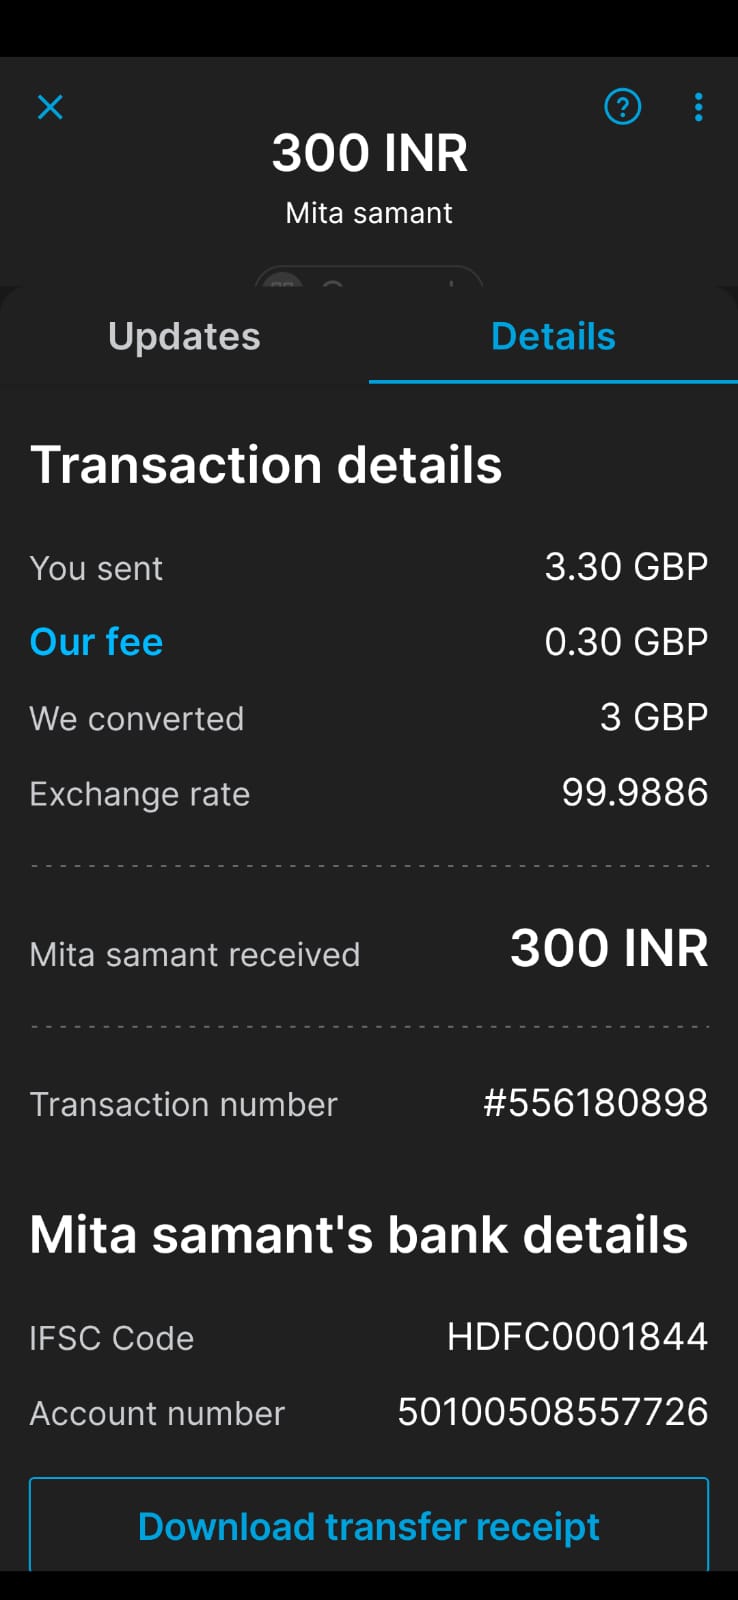 300 INR
Mita samant
Updates
Details
Transaction details
You sent
3.30 GBP
Our fee
0.30 GBP
We converted
3 GBP
Exchange rate
99.9886
Mita samant received
300 INR
Transaction number
#556180898
Mita samant's bank details
IFSC Code
HDFC0001844
Account number
50100508557726
Download transfer receipt